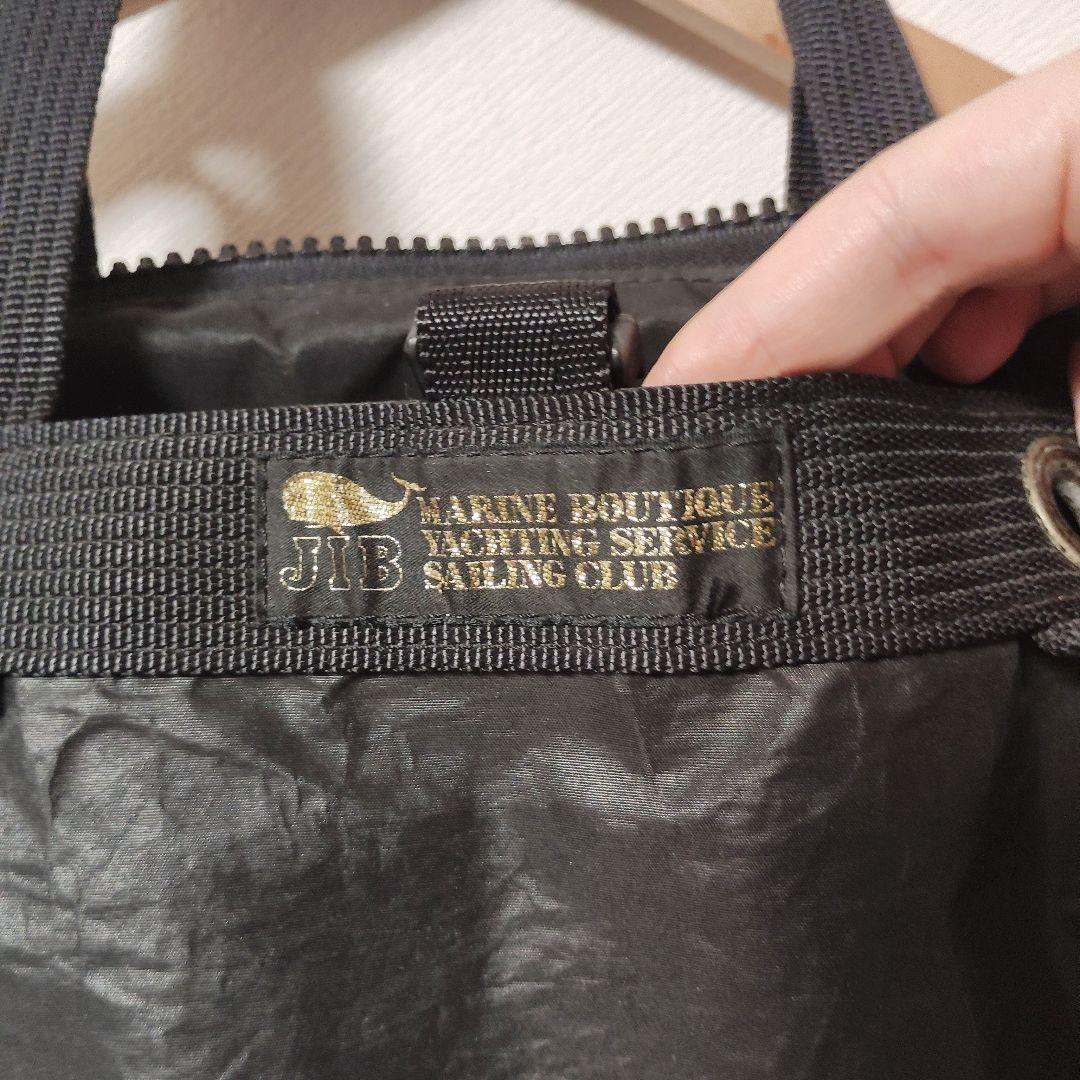 JIB
MARINE BOUTIQUE
YACHTING SERVICE
SAILING CLUB